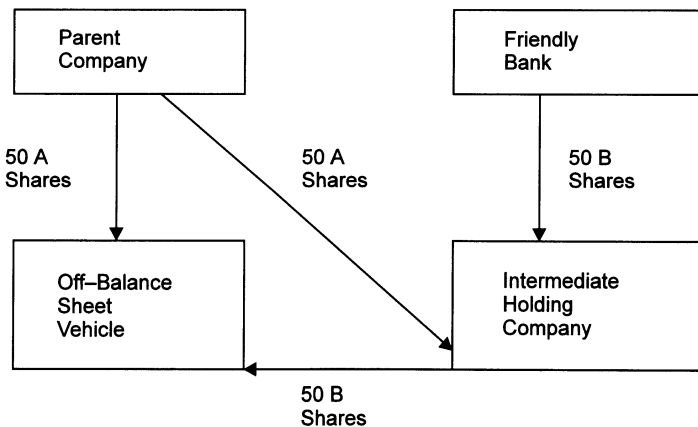 Parent
Company
Friendly
Bank
50 A
Shares
50 A
Shares
50 B
Shares
Off–Balance
Sheet
Vehicle
Intermediate
Holding
Company
50 B
Shares